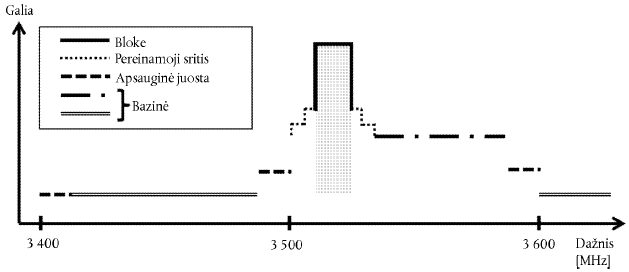 Galia
Bloke
Pereinamoji sritis
Apsauginė juosta
Bazinė
3 400
3 500
3 600
Dažnis
[MHz]